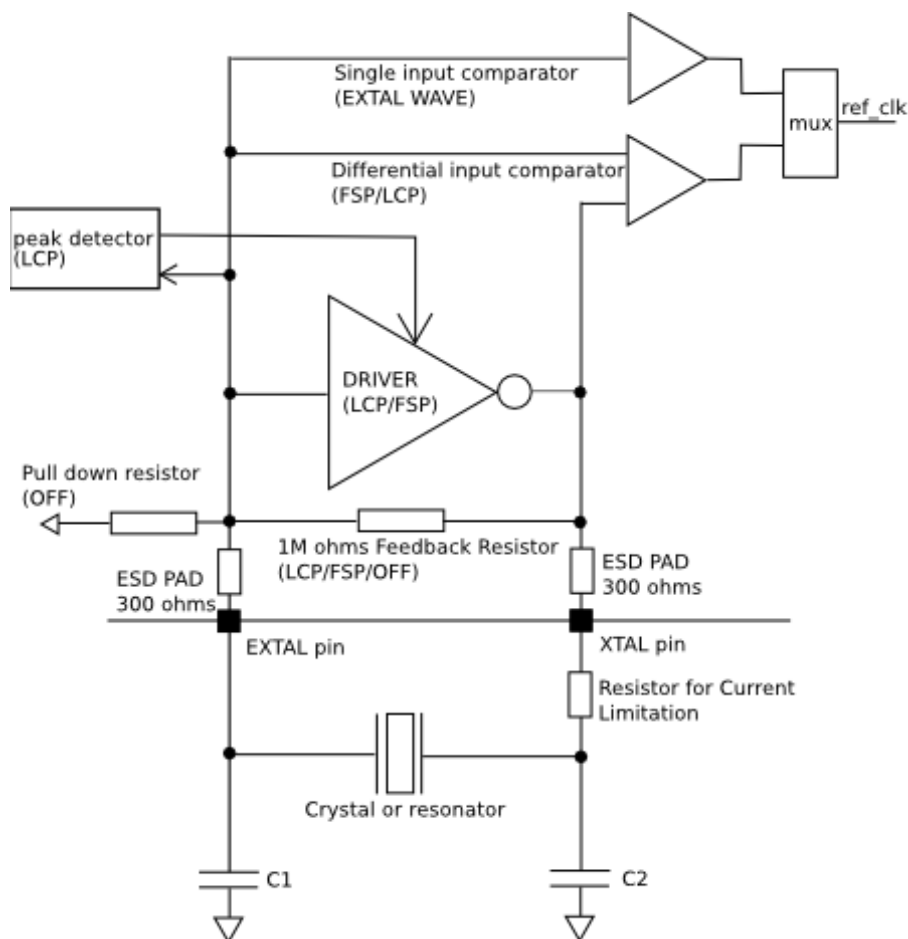 Single input comparator
(EXTAL WAVE)
ref_clk
mux
Differential input comparator
(FSP/LCP)
peak detector
(LCP)
DRIVER
(LCP/FSP)
Pull down resistor
(OFF)
1M ohms Feedback Resistor
(LCP/FSP/OFF)
ESD PAD
300 ohms
ESD PAD
300 ohms
EXTAL pin
XTAL pin
Resistor for Current
Limitation
Crystal or resonator
C1
C2